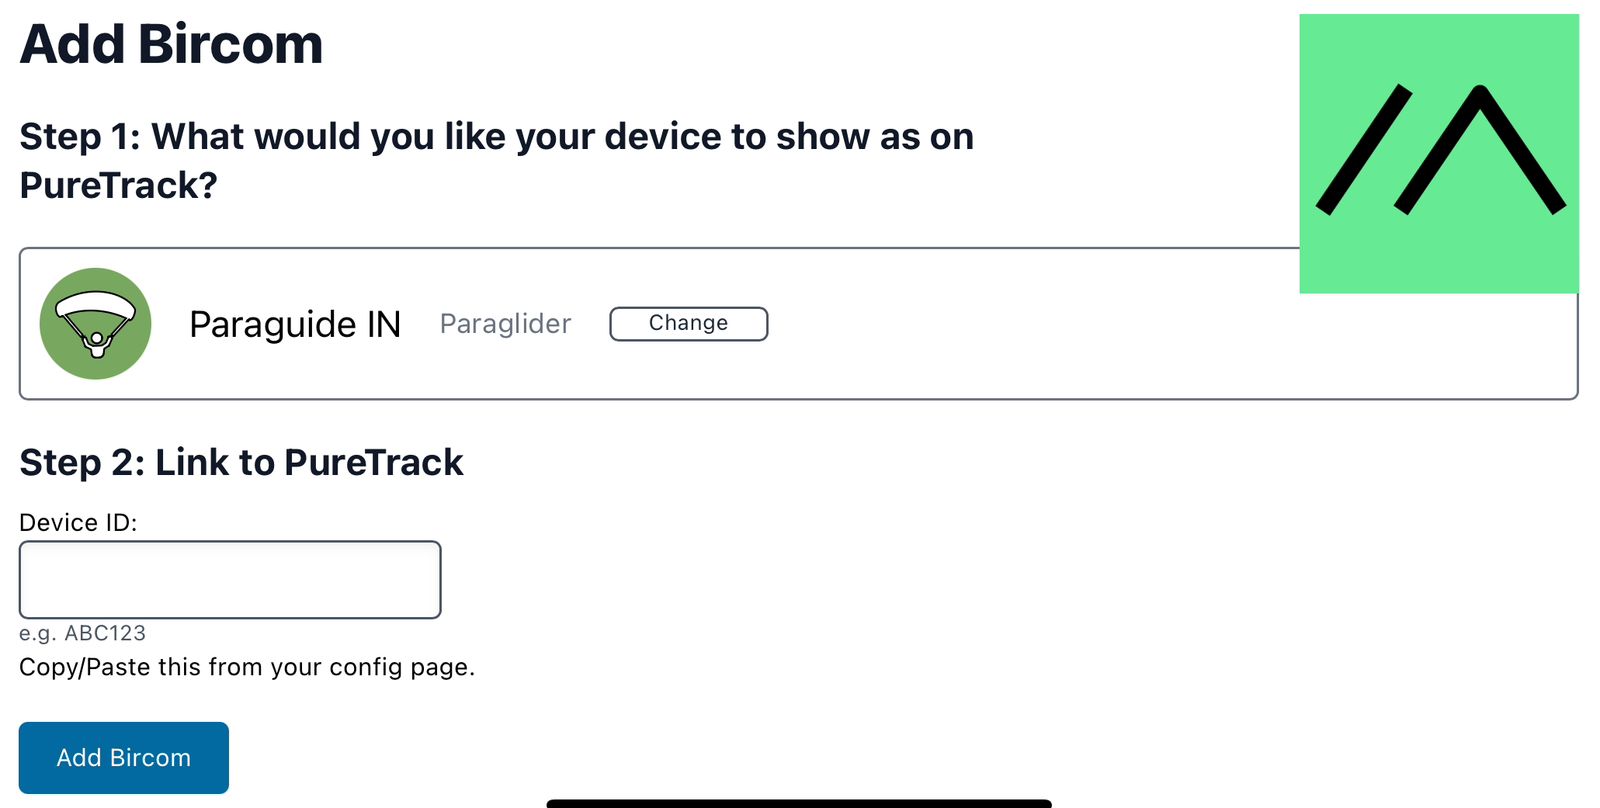 Add Bircom
Step 1: What would you like your device to show as on
PureTrack?
Paraguide IN Paraglider Change
Step 2: Link to PureTrack
Device ID:
e.g. ABC123
Copy/Paste this from your config page.
Add Bircom